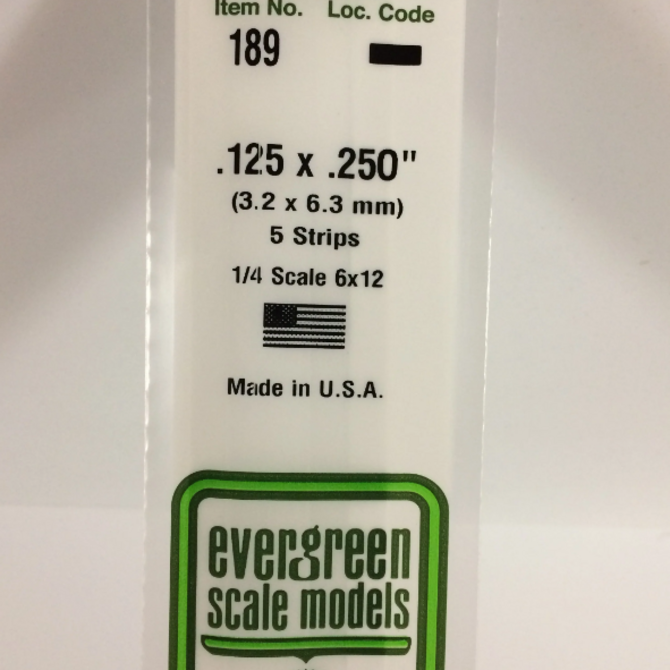 Item No. Loc. Code
189
.125 x .250"
(3.2 x 6.3 mm)
5 Strips
1/4 Scale 6x12
Made in U.S.A.
evergreen
scale models